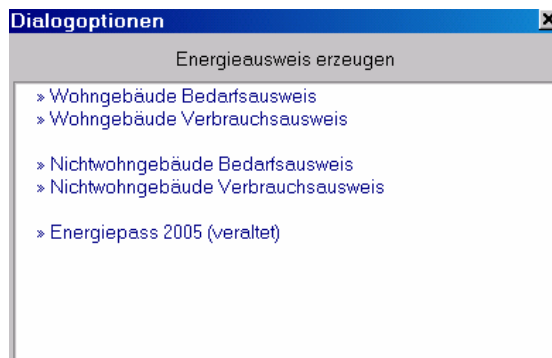 Dialogoptionen
Energieausweis erzeugen
» Wohngebäude Bedarfsausweis
» Wohngebäude Verbrauchsausweis
» Nichtwohngebäude Bedarfsausweis
» Nichtwohngebäude Verbrauchsausweis
» Energiepass 2005 (veraltet)